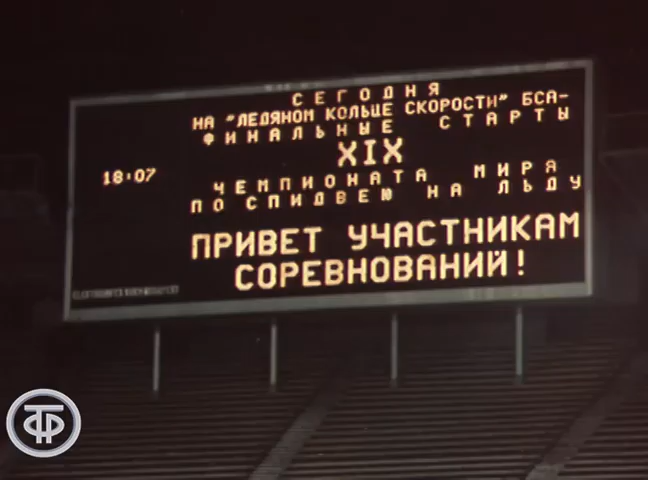 СЕГОДНЯ
НА "ЛЕДЯНОМ КОЛЬЦЕ СКОРОСТИ" БСА-
ФИНАЛЬНЫЕ СТАРТЫ
XIX
18:07
ЧЕМПИОНАТА МИРА
ПО СПИДВЕЮ НА ЛЬДУ
ПРИВЕТ УЧАСТНИКАМ
СОРЕВНОВАНИЙ!